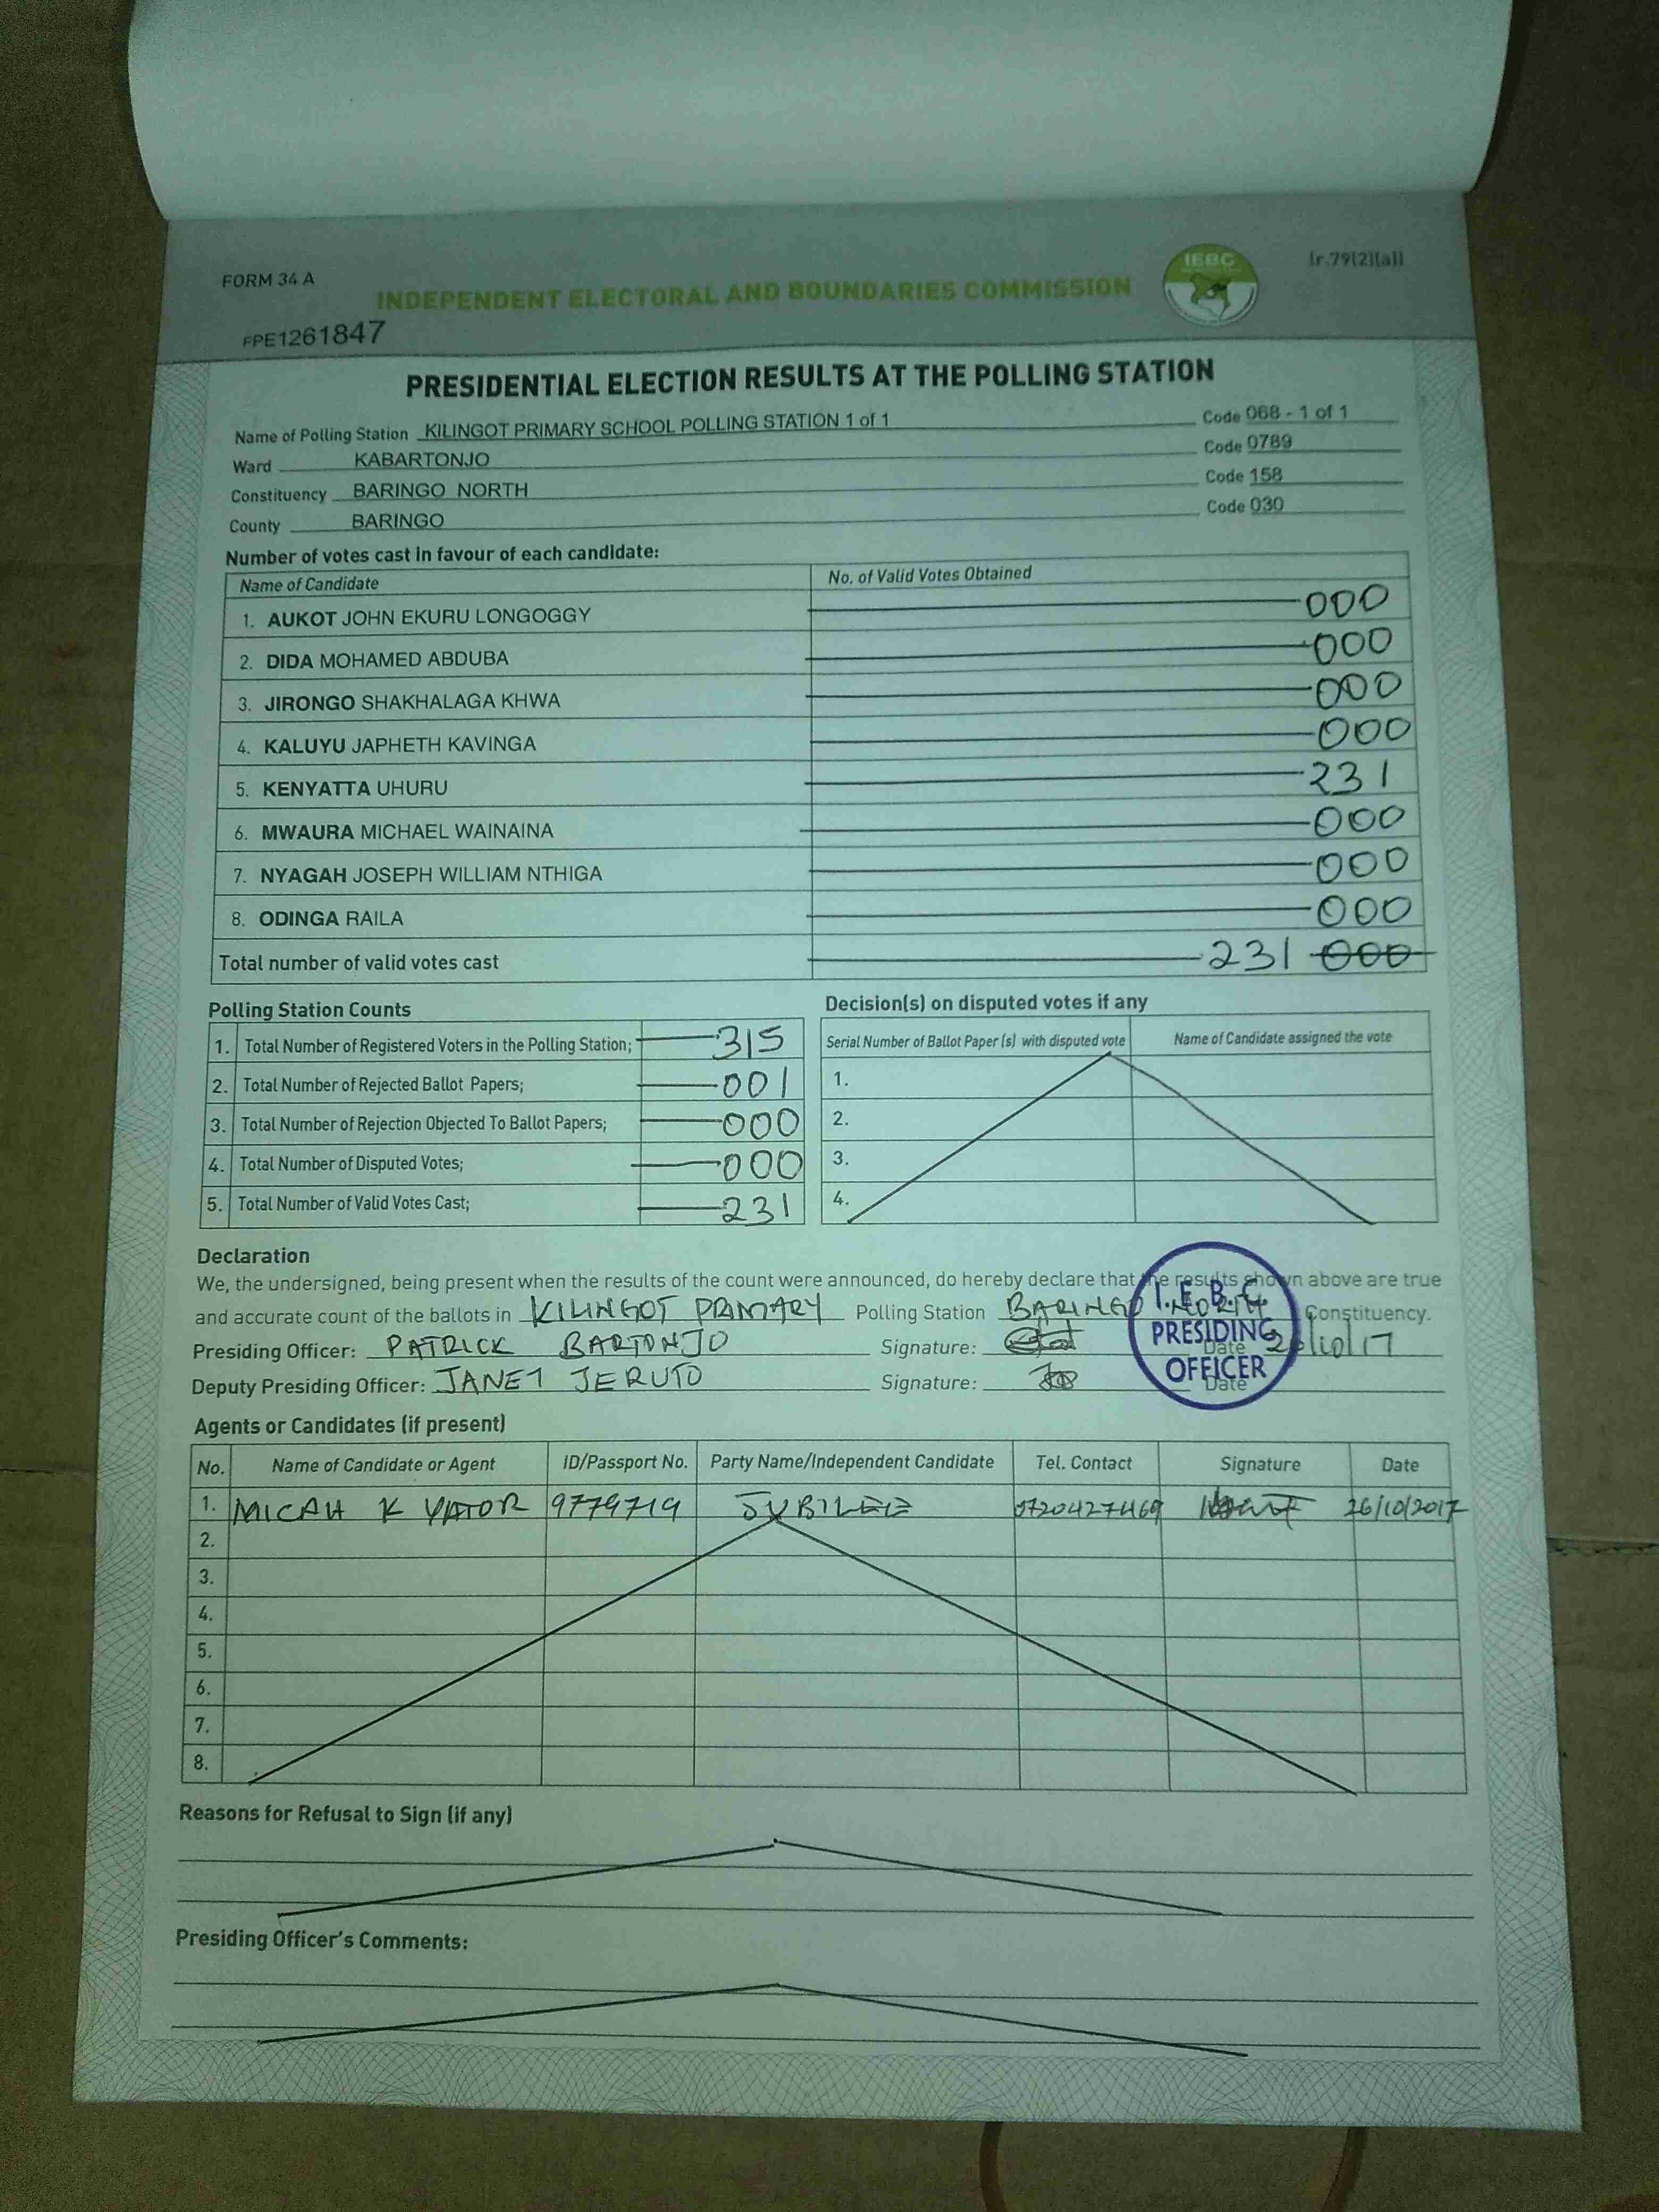 FORM 34 A
INDEPENDENT ELECTORAL AND BOUNDARIES COMMISSION
IEBC
(r.79(2)(a))
FPE1261847
PRESIDENTIAL ELECTION RESULTS AT THE POLLING STATION
Name of Polling Station KILINGOT PRIMARY SCHOOL POLLING STATION 1 of 1 Code 068 - 1 of 1
Ward KABARTONJO Code 0789
Constituency BARINGO NORTH Code 158
County BARINGO Code 030
Number of votes cast in favour of each candidate:
Name of Candidate No. of Valid Votes Obtained
1. AUKOT JOHN EKURU LONGOGGY 000
2. DIDA MOHAMED ABDUBA 000
3. JIRONGO SHAKHALAGA KHWA 000
4. KALUYU JAPHETH KAVINGA 000
5. KENYATTA UHURU 231
6. MWAURA MICHAEL WAINAINA 000
7. NYAGAH JOSEPH WILLIAM NTHIGA 000
8. ODINGA RAILA 000
Total number of valid votes cast 231 000
Polling Station Counts
1. Total Number of Registered Voters in the Polling Station; 315
2. Total Number of Rejected Ballot Papers; 001
3. Total Number of Rejection Objected To Ballot Papers; 000
4. Total Number of Disputed Votes; 000
5. Total Number of Valid Votes Cast; 231
Decision(s) on disputed votes if any
Serial Number of Ballot Paper (s) with disputed vote Name of Candidate assigned the vote
1.
2.
3.
4.
Declaration
We, the undersigned, being present when the results of the count were announced, do hereby declare that the results shown above are true
and accurate count of the ballots in KILINGOT PRIMARY Polling Station BARINGO NORTH Constituency.
Presiding Officer: PATRICK BARTONJO Signature: Date 26/10/17
Deputy Presiding Officer: JANET JERUTO Signature: Date
I.E.B.C.
PRESIDING
OFFICER
Agents or Candidates (if present)
No. Name of Candidate or Agent ID/Passport No. Party Name/Independent Candidate Tel. Contact Signature Date
1. MICAH K YATOR 9779719 JUBILEE 0720427469 26/10/2017
2.
3.
4.
5.
6.
7.
8.
Reasons for Refusal to Sign (if any)
Presiding Officer's Comments: